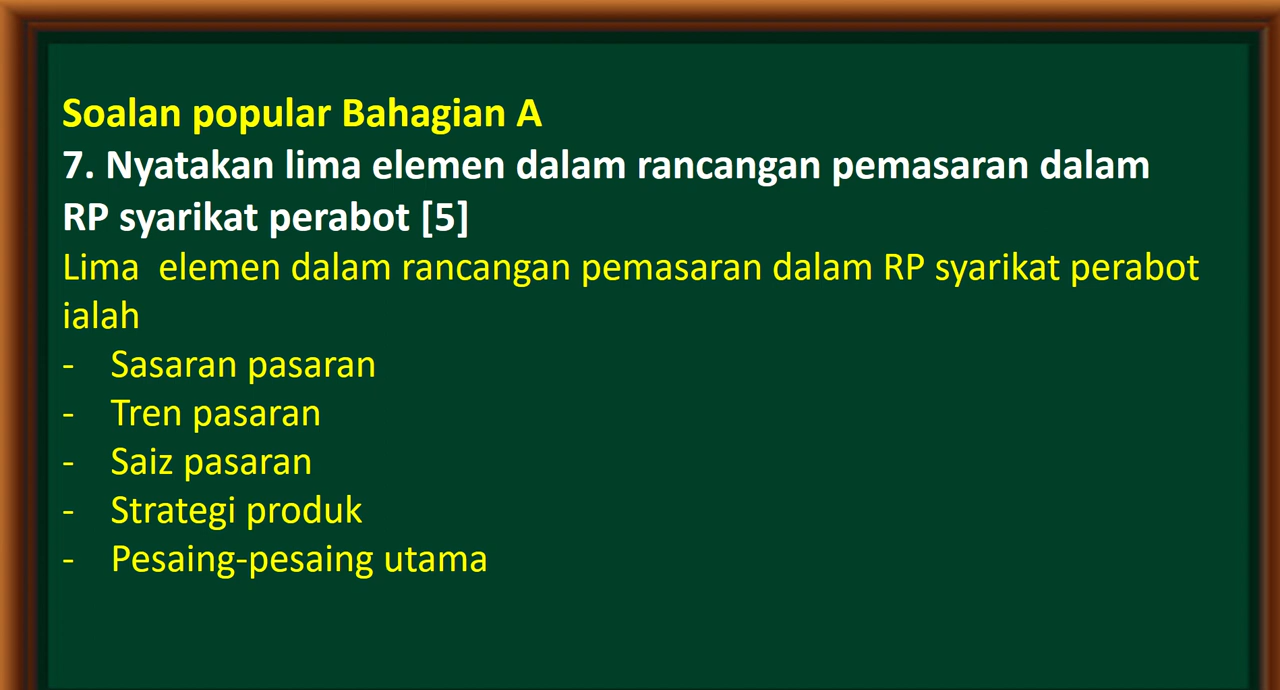 Soalan popular Bahagian A
7. Nyatakan lima elemen dalam rancangan pemasaran dalam
RP syarikat perabot [5]
Lima  elemen dalam rancangan pemasaran dalam RP syarikat perabot
ialah
- Sasaran pasaran
- Tren pasaran
- Saiz pasaran
- Strategi produk
- Pesaing-pesaing utama